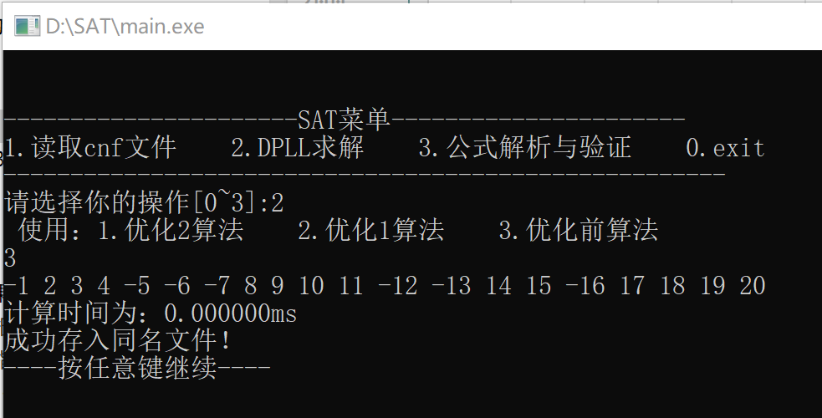 D:\SAT\main.exe
----------------------SAT菜单----------------------
1.读取cnf文件    2.DPLL求解    3.公式解析与验证    0.exit
------------------------------------------------------
请选择你的操作[0~3]:2
 使用：1.优化2算法    2.优化1算法    3.优化前算法
3
-1 2 3 4 -5 -6 -7 8 9 10 11 -12 -13 14 15 -16 17 18 19 20
计算时间为：0.000000ms
成功存入同名文件！
----按任意键继续----